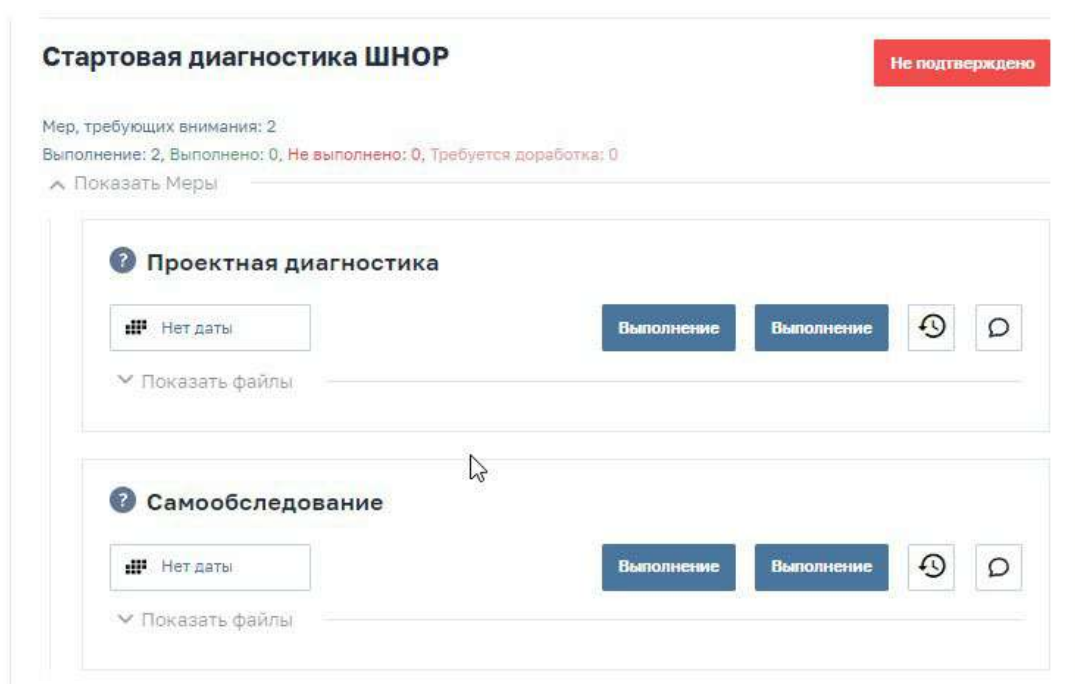 Стартовая диагностика ШНОР
Не подтверждено
Мер, требующих внимания: 2
Выполнение: 2, Выполнено: 0, Не выполнено: 0, Требуется доработка: 0
Показать Меры
? Проектная диагностика
Нет даты Выполнение Выполнение
Показать файлы
? Самообследование
Нет даты Выполнение Выполнение
Показать файлы